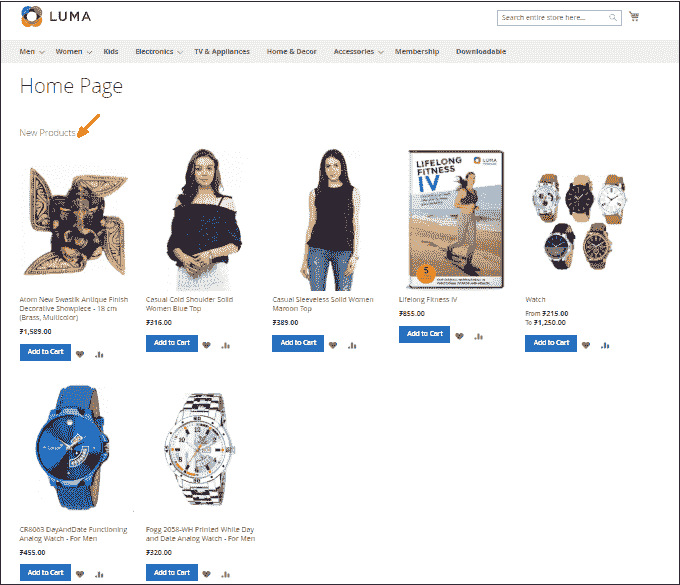 LUMA
Search entire store here...
Men Women Kids Electronics TV & Appliances Home & Decor Accessories Membership Downloadable
Home Page
New Products
LIFELONG
FITNESS
IV
LUMA
5
Atom New Swastik Antique Finish
Decorative Showpiece - 18 cm
(Brass, Multicolor)
₹1,589.00
Add to Cart
Casual Cold Shoulder Solid
Women Blue Top
₹316.00
Add to Cart
Casual Sleeveless Solid Women
Maroon Top
₹389.00
Add to Cart
Lifelong Fitness IV
₹855.00
Add to Cart
Watch
From ₹215.00
To ₹1,250.00
Add to Cart
CR8063 DayAndDate Functioning
Analog Watch - For Men
₹455.00
Add to Cart
Fogg 2058-WH Printed White Day
and Date Analog Watch - For Men
₹320.00
Add to Cart